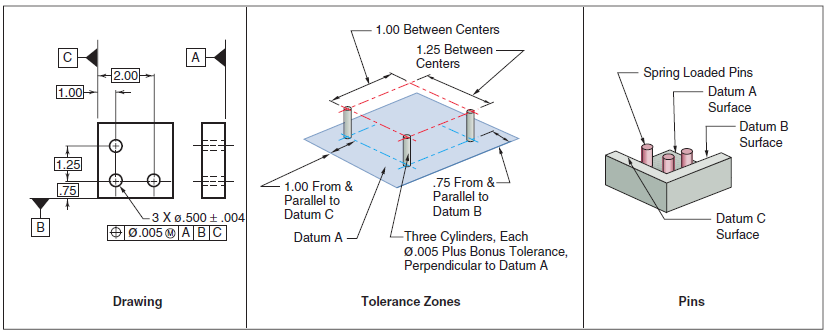 C
A
2.00
1.00
1.25
.75
B
3 X ø.500 ± .004
⌖ Ø.005 Ⓜ A B C
Drawing
1.00 Between Centers
1.25 Between
Centers
1.00 From &
Parallel to
Datum C
.75 From &
Parallel to
Datum B
Datum A
Three Cylinders, Each
Ø.005 Plus Bonus Tolerance,
Perpendicular to Datum A
Tolerance Zones
Spring Loaded Pins
Datum A
Surface
Datum B
Surface
Datum C
Surface
Pins